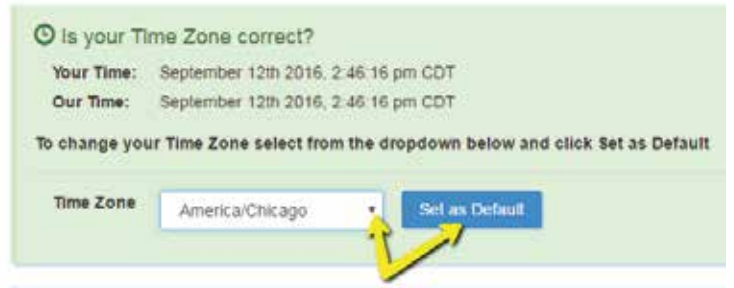 Is your Time Zone correct?
Your Time: September 12th 2016, 2:46:16 pm CDT
Our Time: September 12th 2016, 2:46:16 pm CDT
To change your Time Zone select from the dropdown below and click Set as Default
Time Zone America/Chicago Set as Default